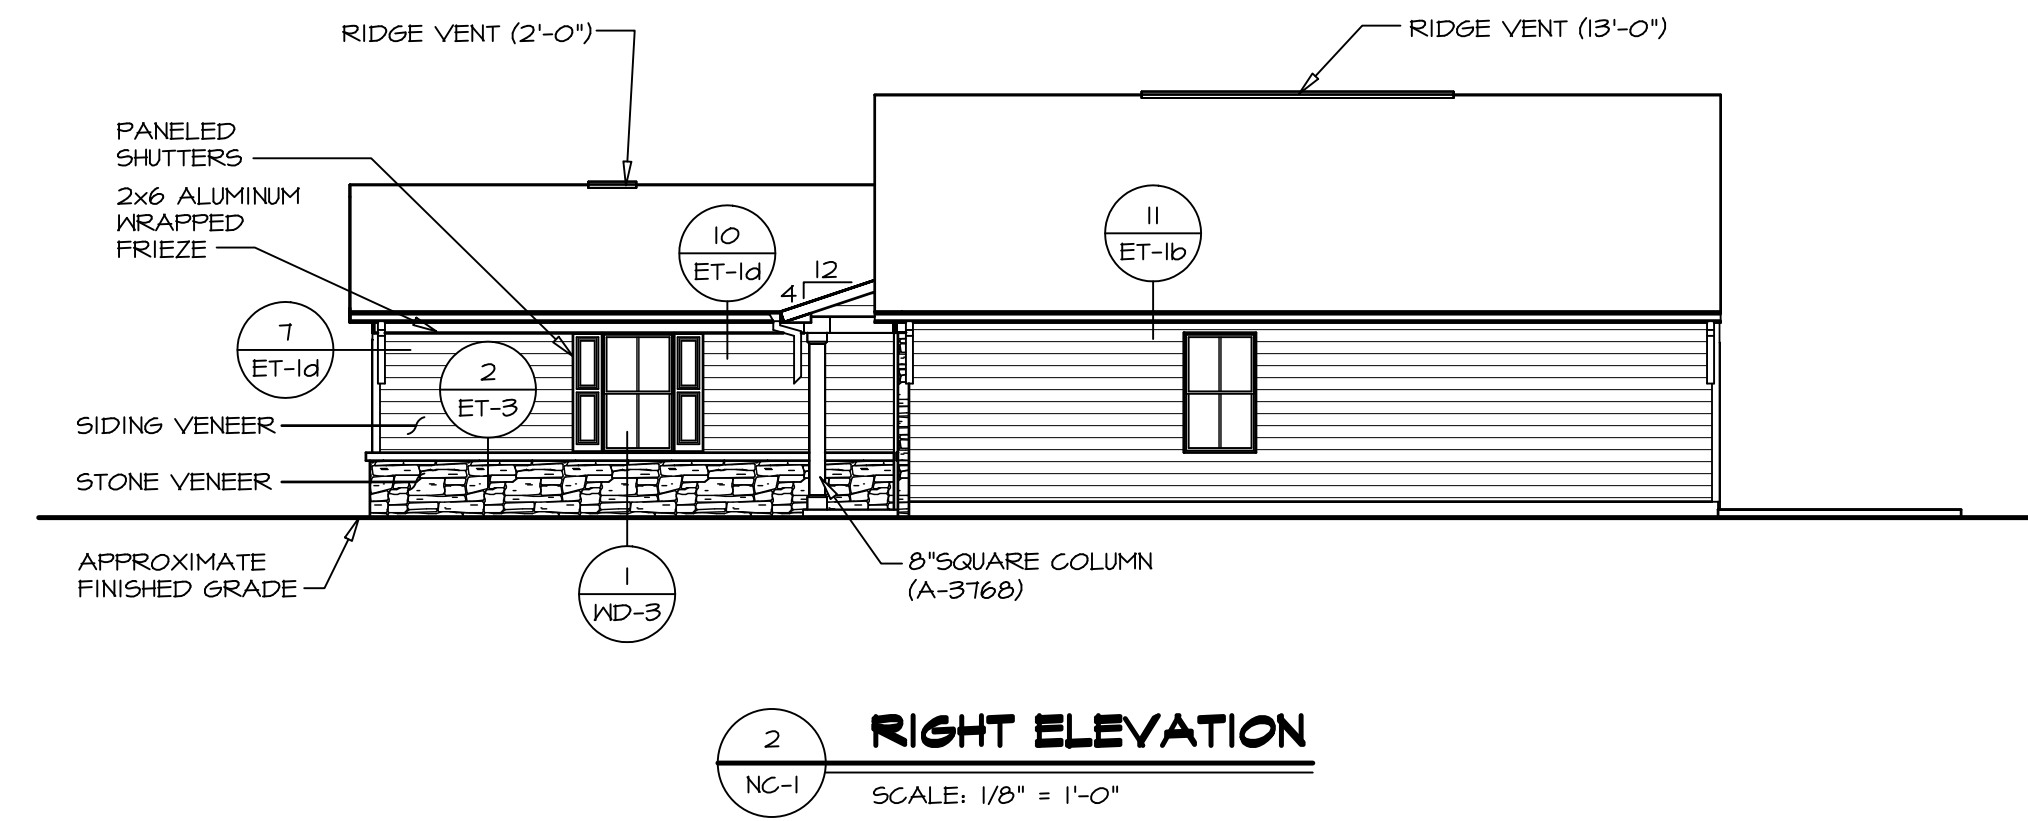 RIDGE VENT (2'-0")
RIDGE VENT (13'-0")
PANELED
SHUTTERS
2x6 ALUMINUM
WRAPPED
FRIEZE
10
ET-1d
11
ET-1b
12
4
7
ET-1d
2
ET-3
SIDING VENEER
STONE VENEER
APPROXIMATE
FINISHED GRADE
1
WD-3
8"SQUARE COLUMN
(A-3768)
2
NC-1
RIGHT ELEVATION
SCALE: 1/8" = 1'-0"